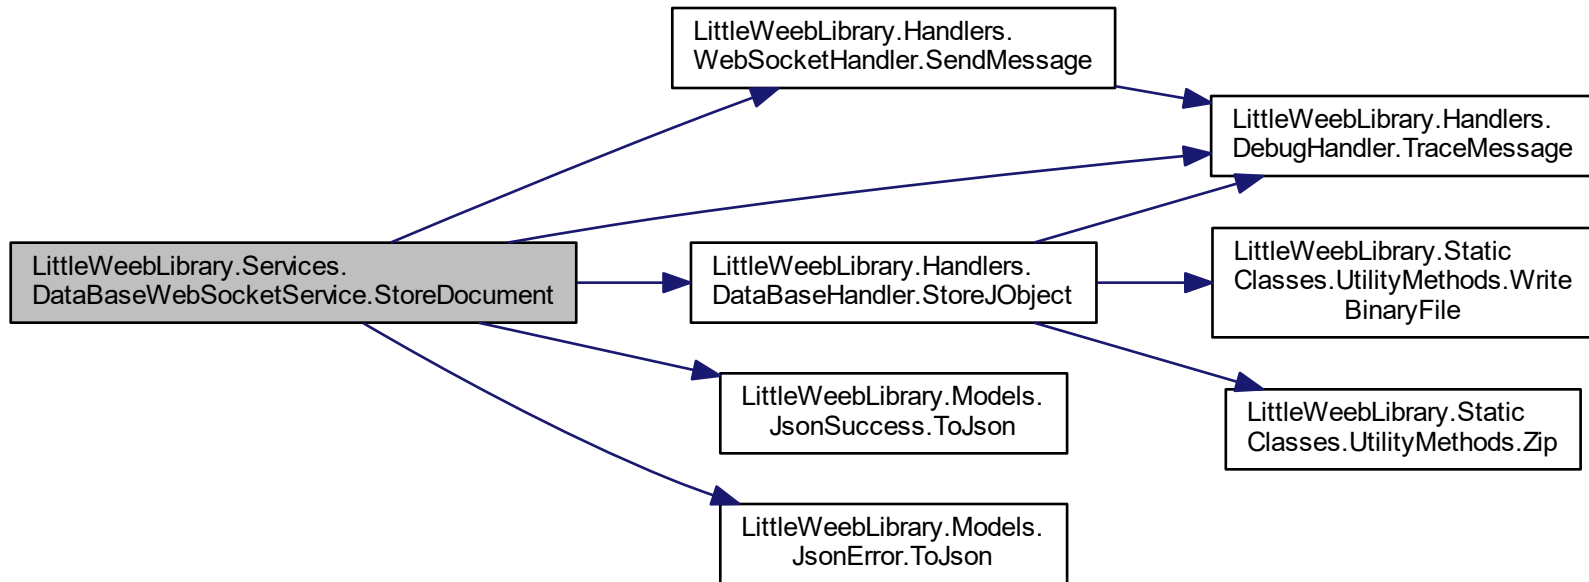 LittleWeebLibrary.Handlers.
WebSocketHandler.SendMessage
LittleWeebLibrary.Handlers.
DebugHandler.TraceMessage
LittleWeebLibrary.Services.
DataBaseWebSocketService.StoreDocument
LittleWeebLibrary.Handlers.
DataBaseHandler.StoreJObject
LittleWeebLibrary.Static
Classes.UtilityMethods.Write
BinaryFile
LittleWeebLibrary.Models.
JsonSuccess.ToJson
LittleWeebLibrary.Static
Classes.UtilityMethods.Zip
LittleWeebLibrary.Models.
JsonError.ToJson